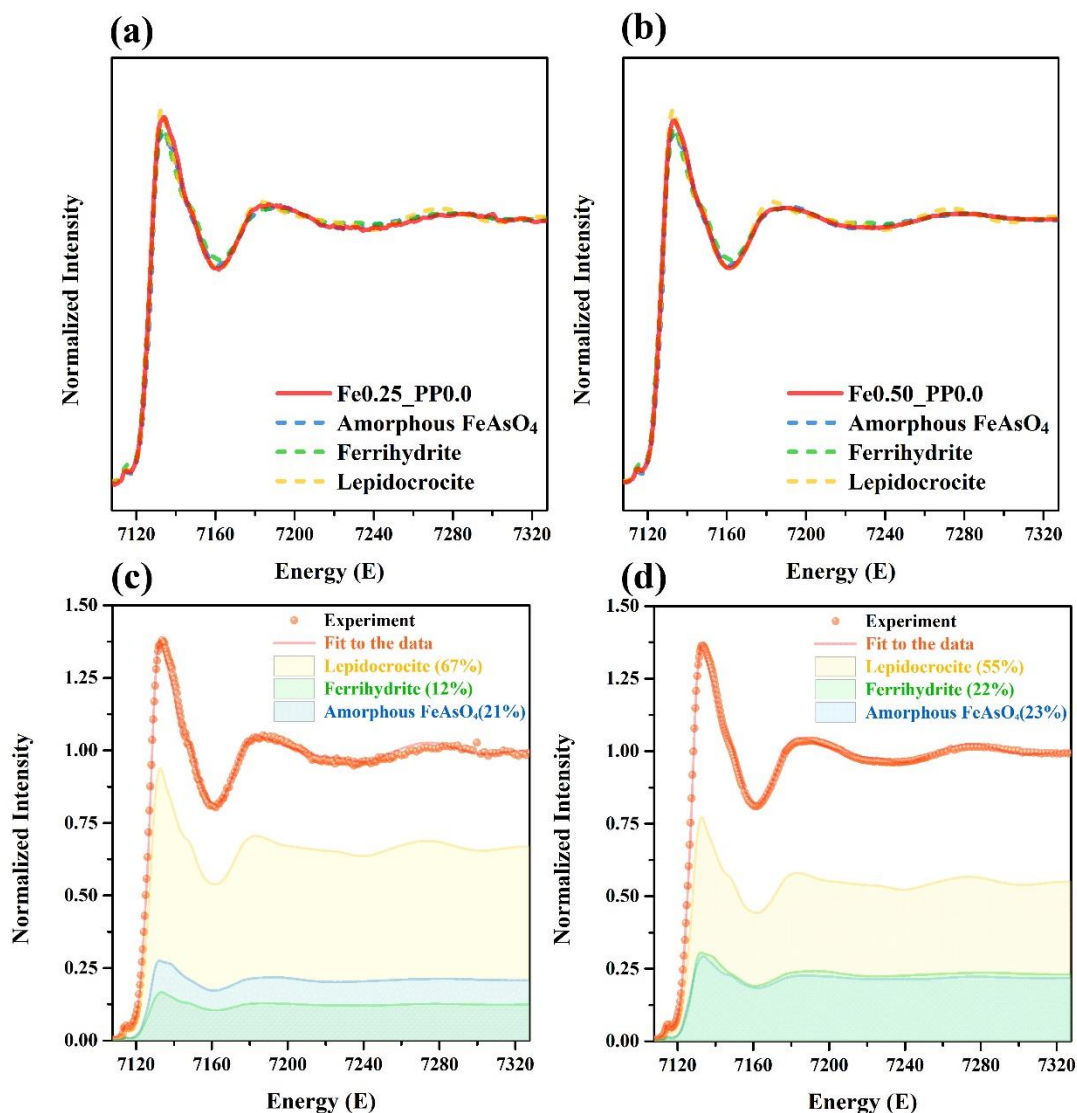 (a)
Normalized Intensity
Fe0.25_PP0.0
Amorphous FeAsO₄
Ferrihydrite
Lepidocrocite
7120 7160 7200 7240 7280 7320
Energy (E)
(b)
Normalized Intensity
Fe0.50_PP0.0
Amorphous FeAsO₄
Ferrihydrite
Lepidocrocite
7120 7160 7200 7240 7280 7320
Energy (E)
(c)
Normalized Intensity
1.50
1.25
1.00
0.75
0.50
0.25
0.00
Experiment
Fit to the data
Lepidocrocite (67%)
Ferrihydrite (12%)
Amorphous FeAsO₄(21%)
7120 7160 7200 7240 7280 7320
Energy (E)
(d)
Normalized Intensity
1.50
1.25
1.00
0.75
0.50
0.25
0.00
Experiment
Fit to the data
Lepidocrocite (55%)
Ferrihydrite (22%)
Amorphous FeAsO₄(23%)
7120 7160 7200 7240 7280 7320
Energy (E)